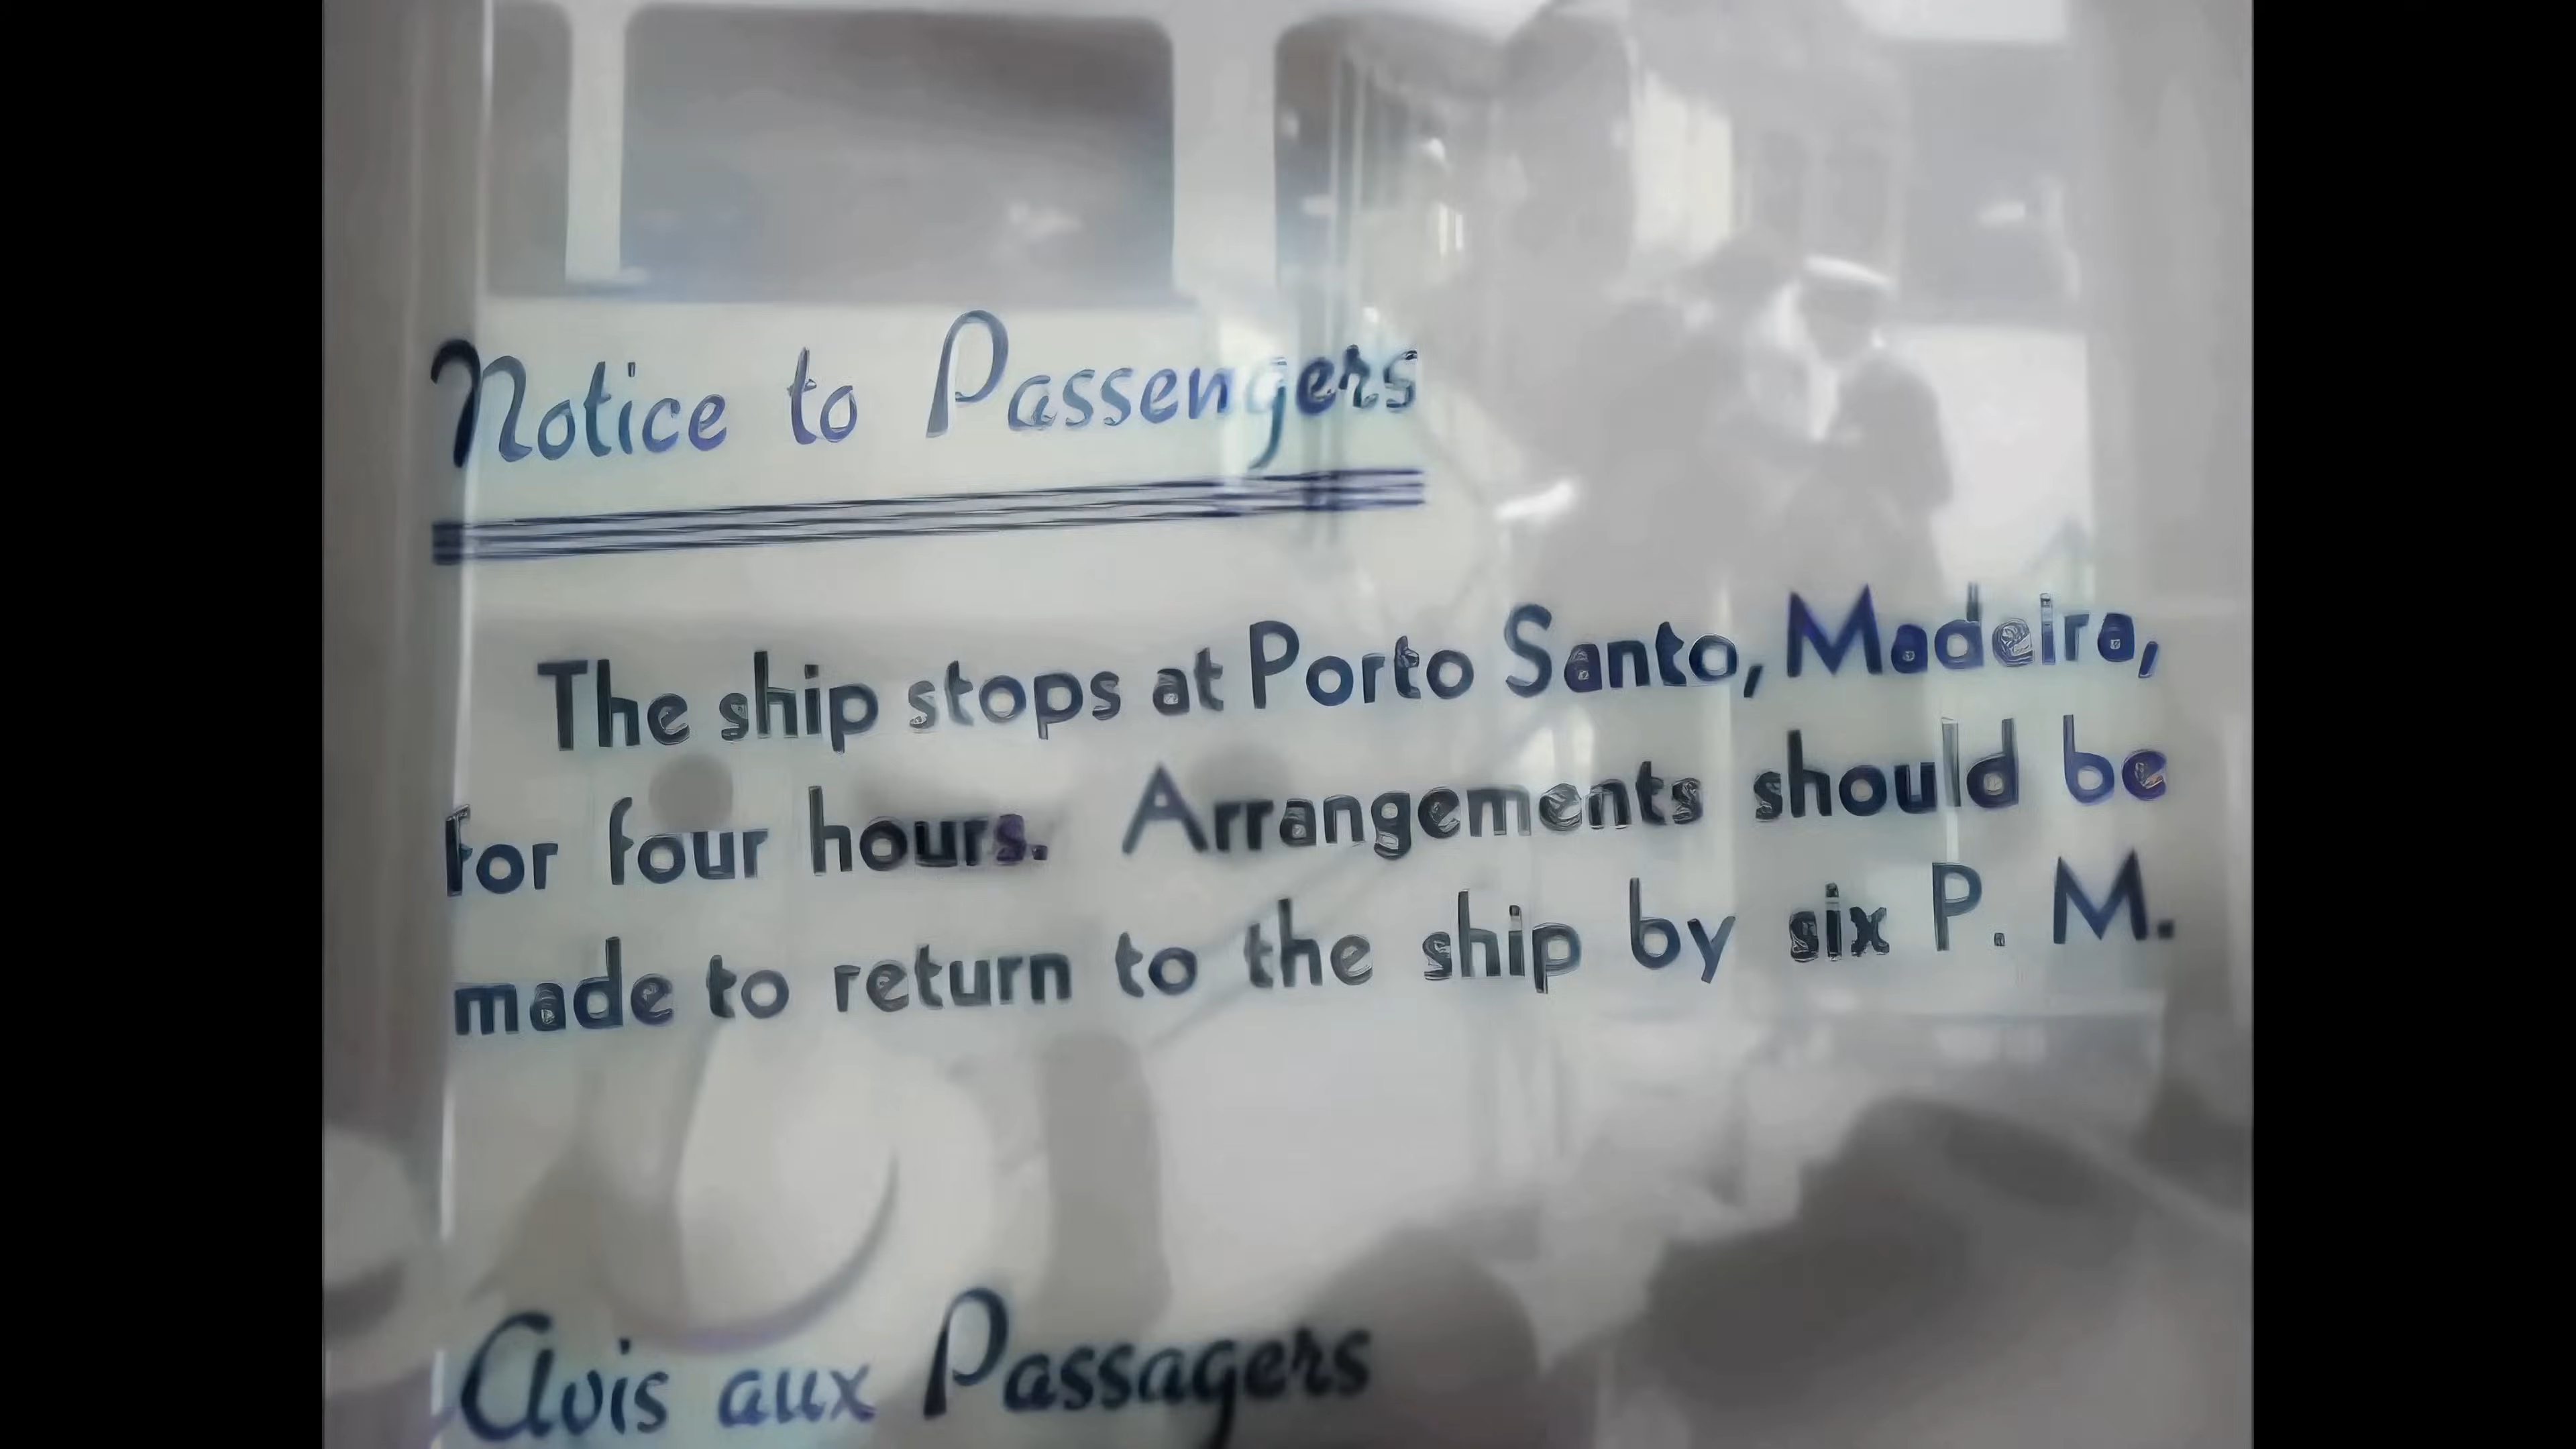 Notice to Passengers
The ship stops at Porto Santo, Madeira,
for four hours. Arrangements should be
made to return to the ship by six P. M.
Avis aux Passagers